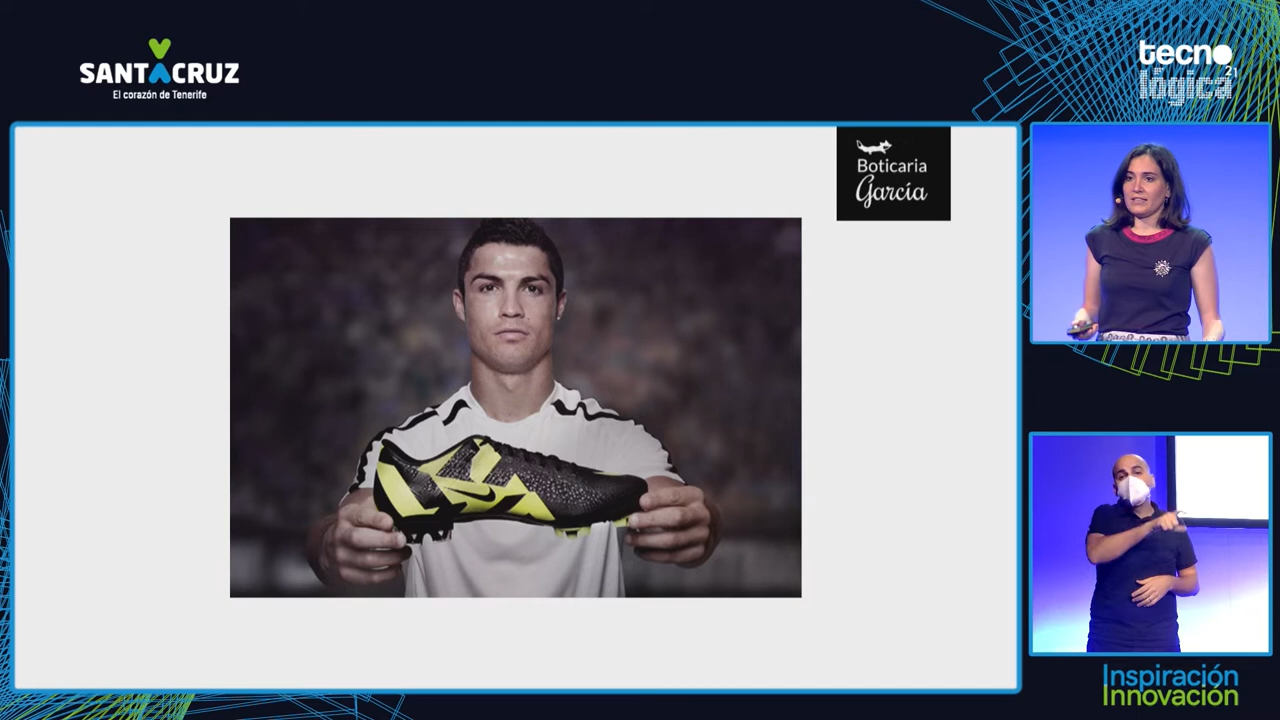 SANTACRUZ
El corazón de Tenerife
tecno
lógica
21
Boticaria
García
Inspiración
Innovación